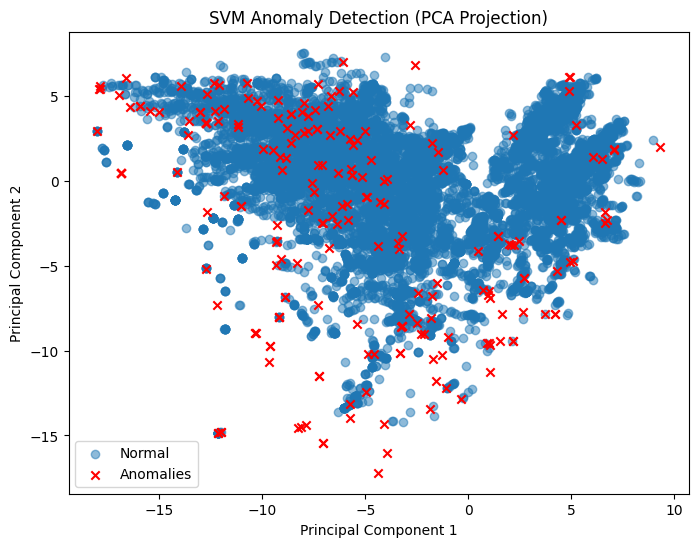 SVM Anomaly Detection (PCA Projection)
Principal Component 2
5
0
−5
−10
−15
Normal
Anomalies
−15 −10 −5 0 5 10
Principal Component 1